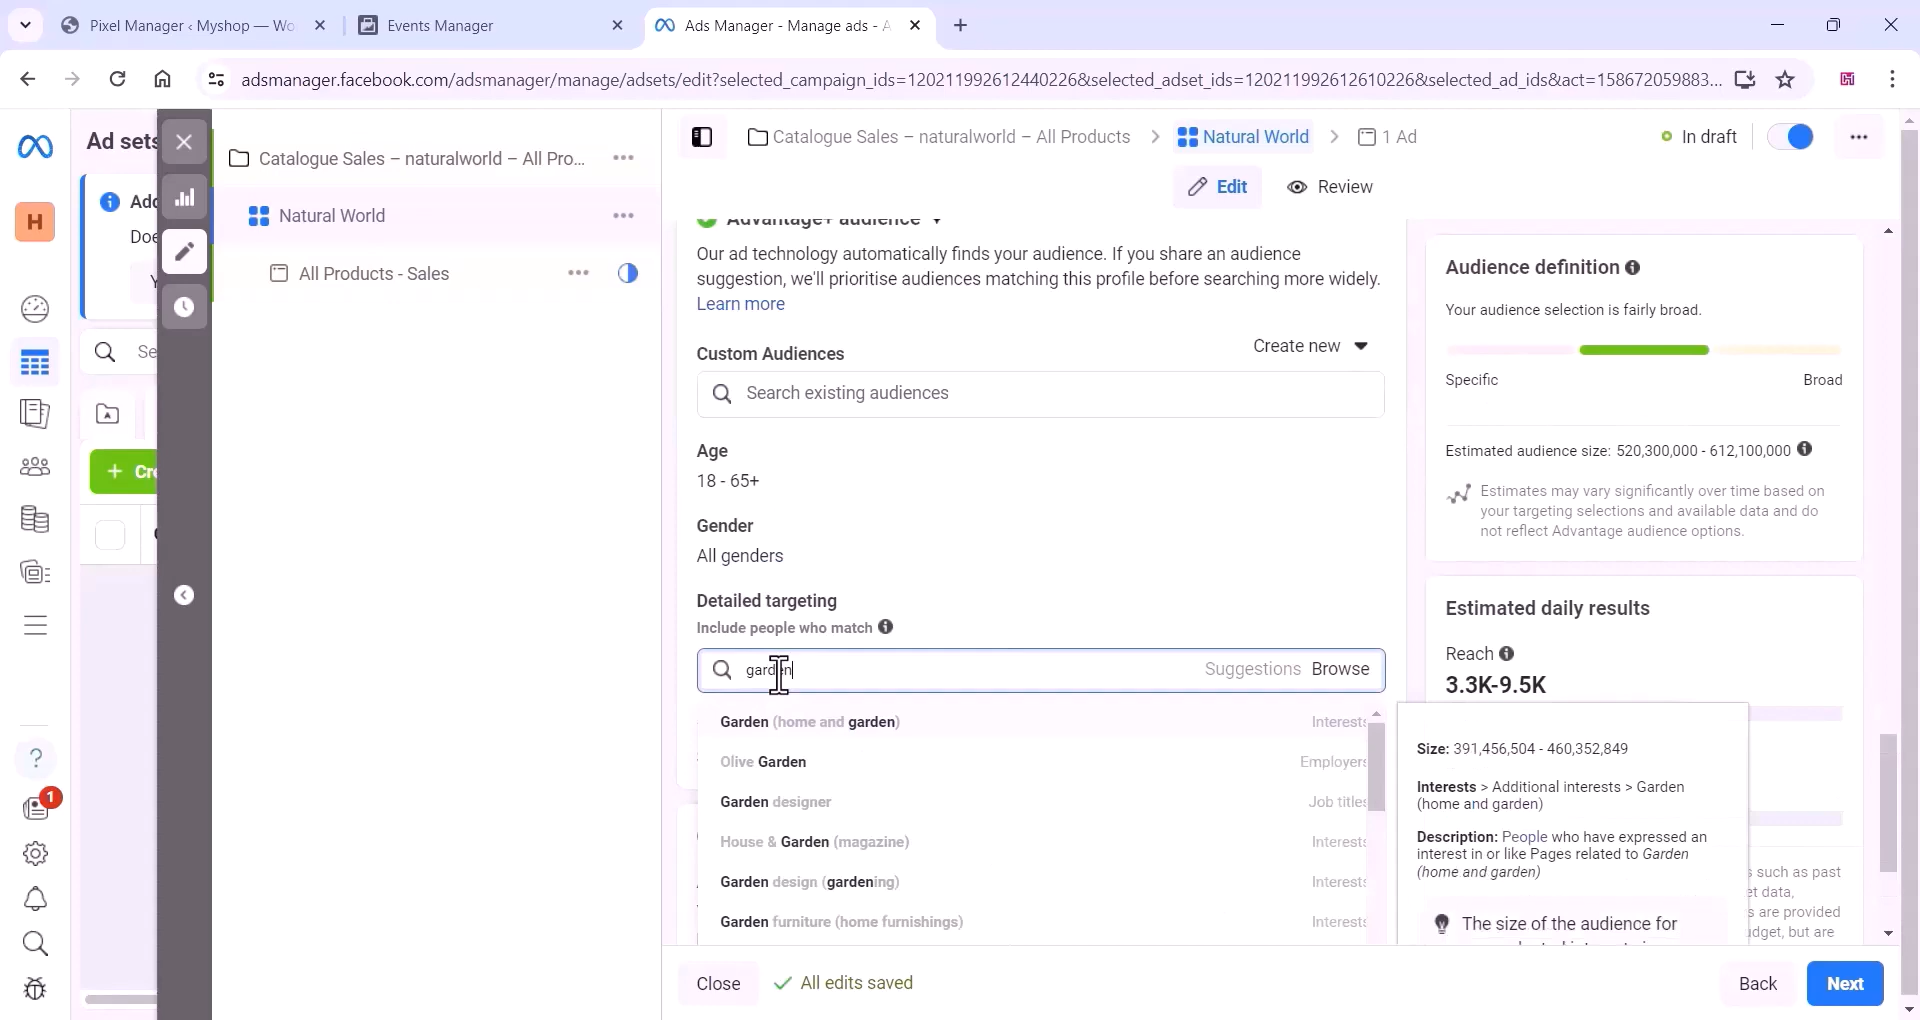 Pixel Manager ‹ Myshop — Wo
Events Manager
Ads Manager - Manage ads - A
adsmanager.facebook.com/adsmanager/manage/adsets/edit?selected_campaign_ids=120211992612440226&selected_adset_ids=120211992612610226&selected_ad_ids&act=158672059883...
Ad sets
Catalogue Sales – naturalworld – All Pro...
Natural World
All Products - Sales
Catalogue Sales – naturalworld – All Products
Natural World
1 Ad
In draft
Edit
Review
H
1
Advantage+ audience
Our ad technology automatically finds your audience. If you share an audience
suggestion, we'll prioritise audiences matching this profile before searching more widely.
Learn more
Custom Audiences
Create new
Search existing audiences
Age
18 - 65+
Gender
All genders
Detailed targeting
Include people who match
garden
Suggestions
Browse
Garden (home and garden)
Interests
Olive Garden
Employers
Garden designer
Job titles
House & Garden (magazine)
Interests
Garden design (gardening)
Interests
Garden furniture (home furnishings)
Interests
Audience definition
Your audience selection is fairly broad.
Specific
Broad
Estimated audience size: 520,300,000 - 612,100,000
Estimates may vary significantly over time based on
your targeting selections and available data and do
not reflect Advantage audience options.
Estimated daily results
Reach
3.3K-9.5K
Size: 391,456,504 - 460,352,849
Interests > Additional interests > Garden
(home and garden)
Description: People who have expressed an
interest in or like Pages related to Garden
(home and garden)
The size of the audience for
such as past
data,
are provided
but are
Close
All edits saved
Back
Next